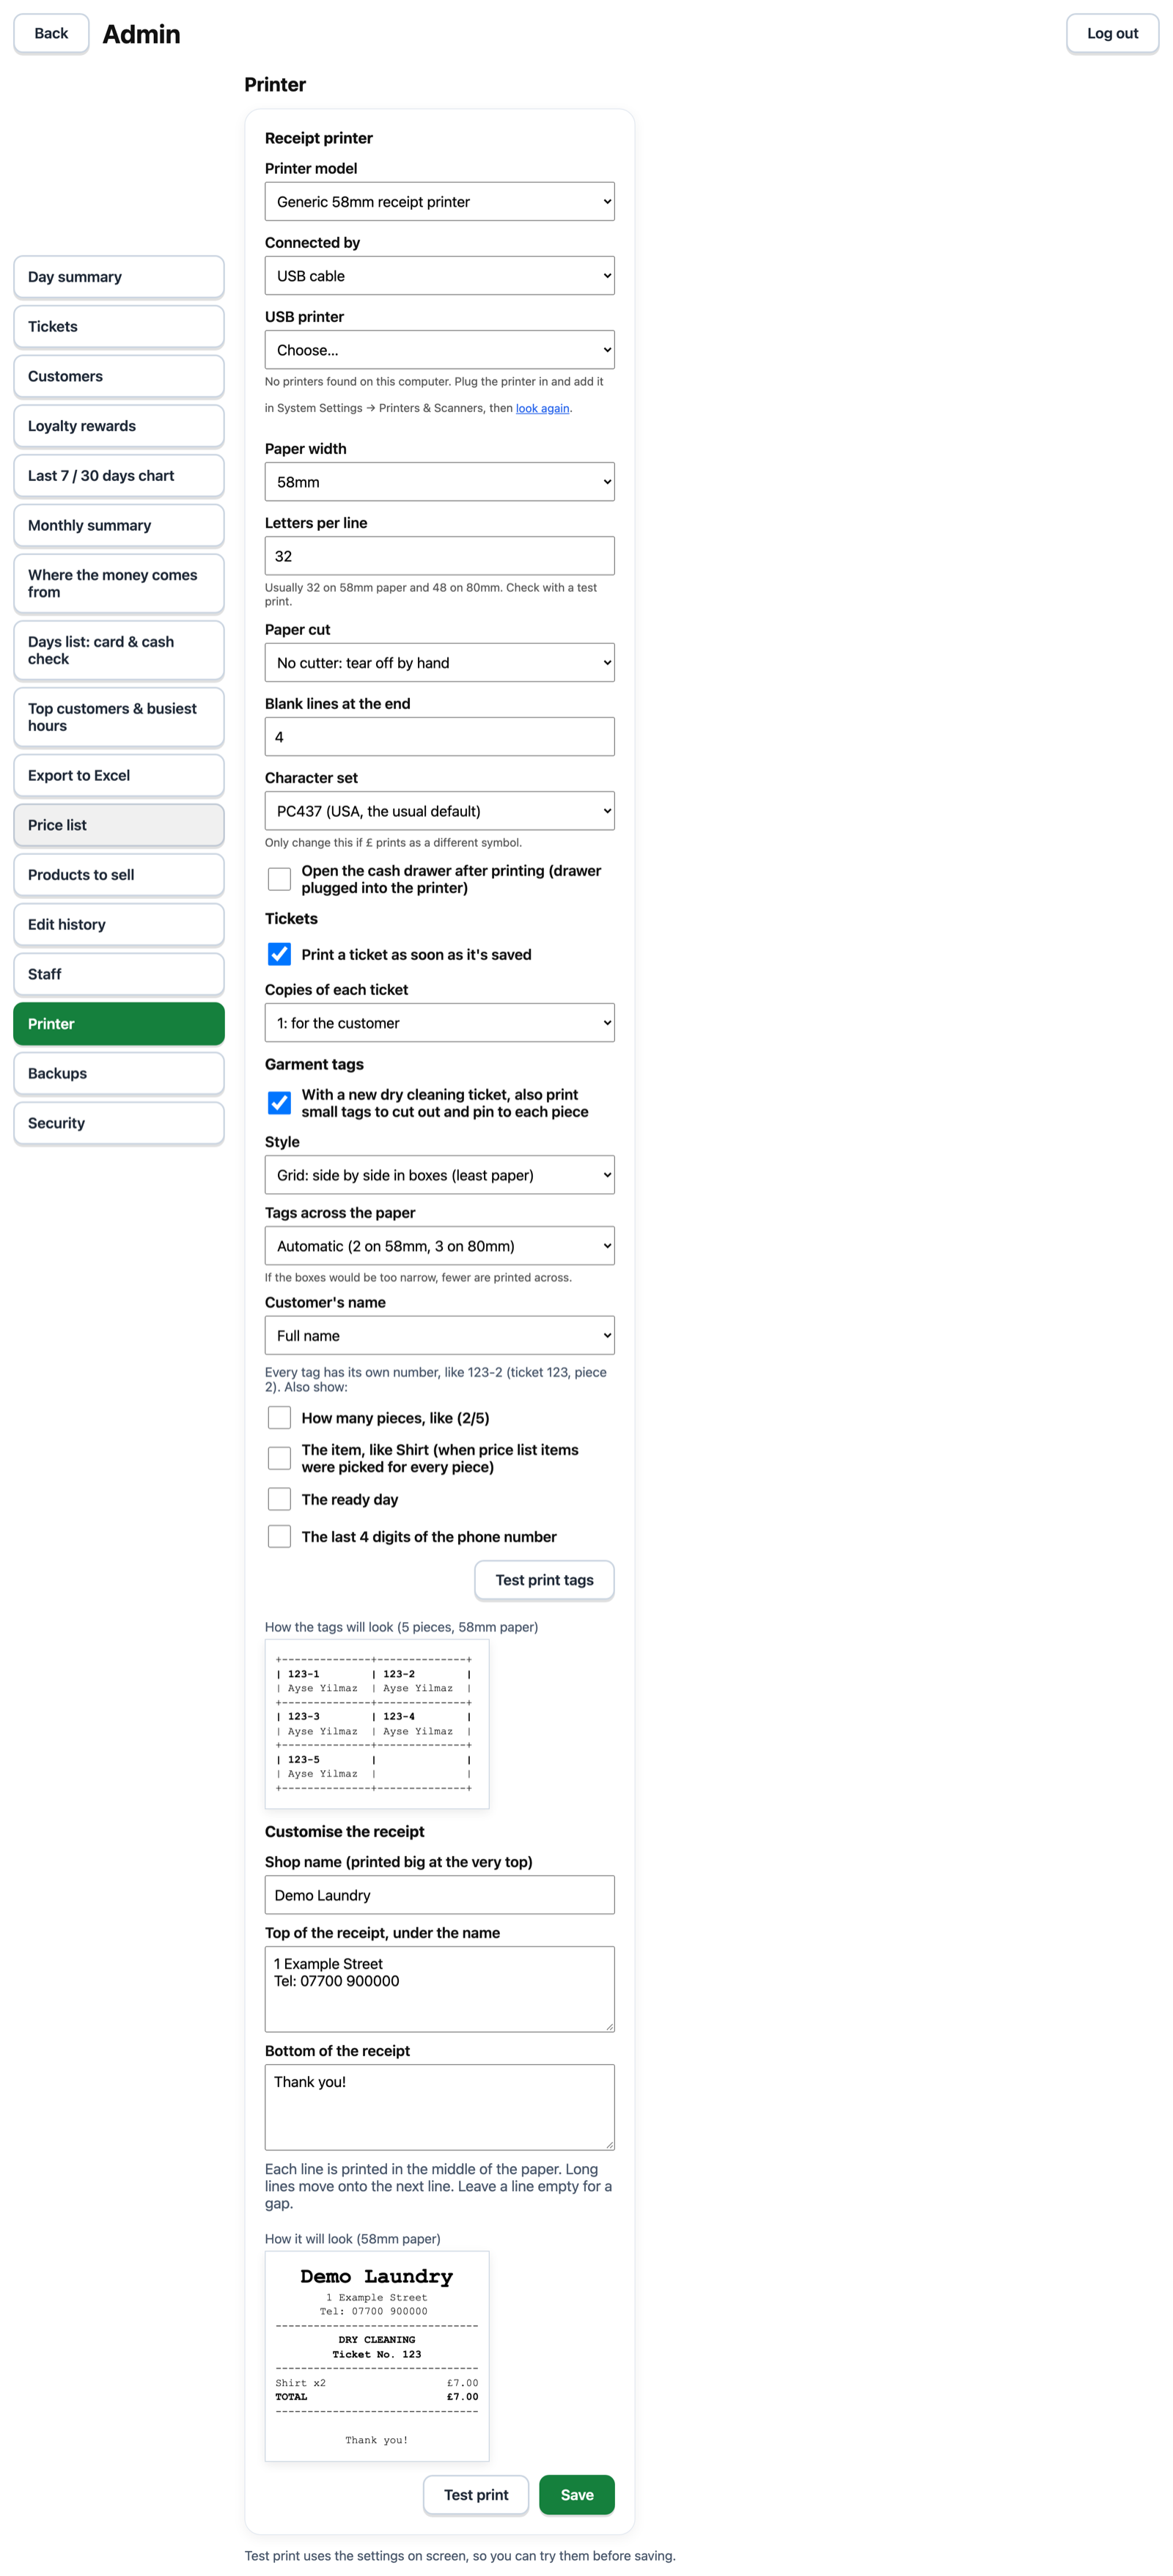 Back
Admin
Log out
Printer
Receipt printer
Printer model
Generic 58mm receipt printer
Connected by
USB cable
USB printer
Choose...
No printers found on this computer. Plug the printer in and add it
in System Settings → Printers & Scanners, then look again.
Paper width
58mm
Letters per line
32
Usually 32 on 58mm paper and 48 on 80mm. Check with a test
print.
Paper cut
No cutter: tear off by hand
Blank lines at the end
4
Character set
PC437 (USA, the usual default)
Only change this if £ prints as a different symbol.
Open the cash drawer after printing (drawer
plugged into the printer)
Tickets
Print a ticket as soon as it's saved
Copies of each ticket
1: for the customer
Garment tags
With a new dry cleaning ticket, also print
small tags to cut out and pin to each piece
Style
Grid: side by side in boxes (least paper)
Tags across the paper
Automatic (2 on 58mm, 3 on 80mm)
If the boxes would be too narrow, fewer are printed across.
Customer's name
Full name
Every tag has its own number, like 123-2 (ticket 123, piece
2). Also show:
How many pieces, like (2/5)
The item, like Shirt (when price list items
were picked for every piece)
The ready day
The last 4 digits of the phone number
Test print tags
How the tags will look (5 pieces, 58mm paper)
+--------------+--------------+
| 123-1 | 123-2 |
| Ayse Yilmaz | Ayse Yilmaz |
+--------------+--------------+
| 123-3 | 123-4 |
| Ayse Yilmaz | Ayse Yilmaz |
+--------------+--------------+
| 123-5 | |
| Ayse Yilmaz | |
+--------------+--------------+
Customise the receipt
Shop name (printed big at the very top)
Demo Laundry
Top of the receipt, under the name
1 Example Street
Tel: 07700 900000
Bottom of the receipt
Thank you!
Each line is printed in the middle of the paper. Long
lines move onto the next line. Leave a line empty for a
gap.
How it will look (58mm paper)
Demo Laundry
1 Example Street
Tel: 07700 900000
--------------------------------
DRY CLEANING
Ticket No. 123
--------------------------------
Shirt x2 £7.00
TOTAL £7.00
--------------------------------
Thank you!
Test print
Save
Test print uses the settings on screen, so you can try them before saving.
Day summary
Tickets
Customers
Loyalty rewards
Last 7 / 30 days chart
Monthly summary
Where the money comes
from
Days list: card & cash
check
Top customers & busiest
hours
Export to Excel
Price list
Products to sell
Edit history
Staff
Printer
Backups
Security